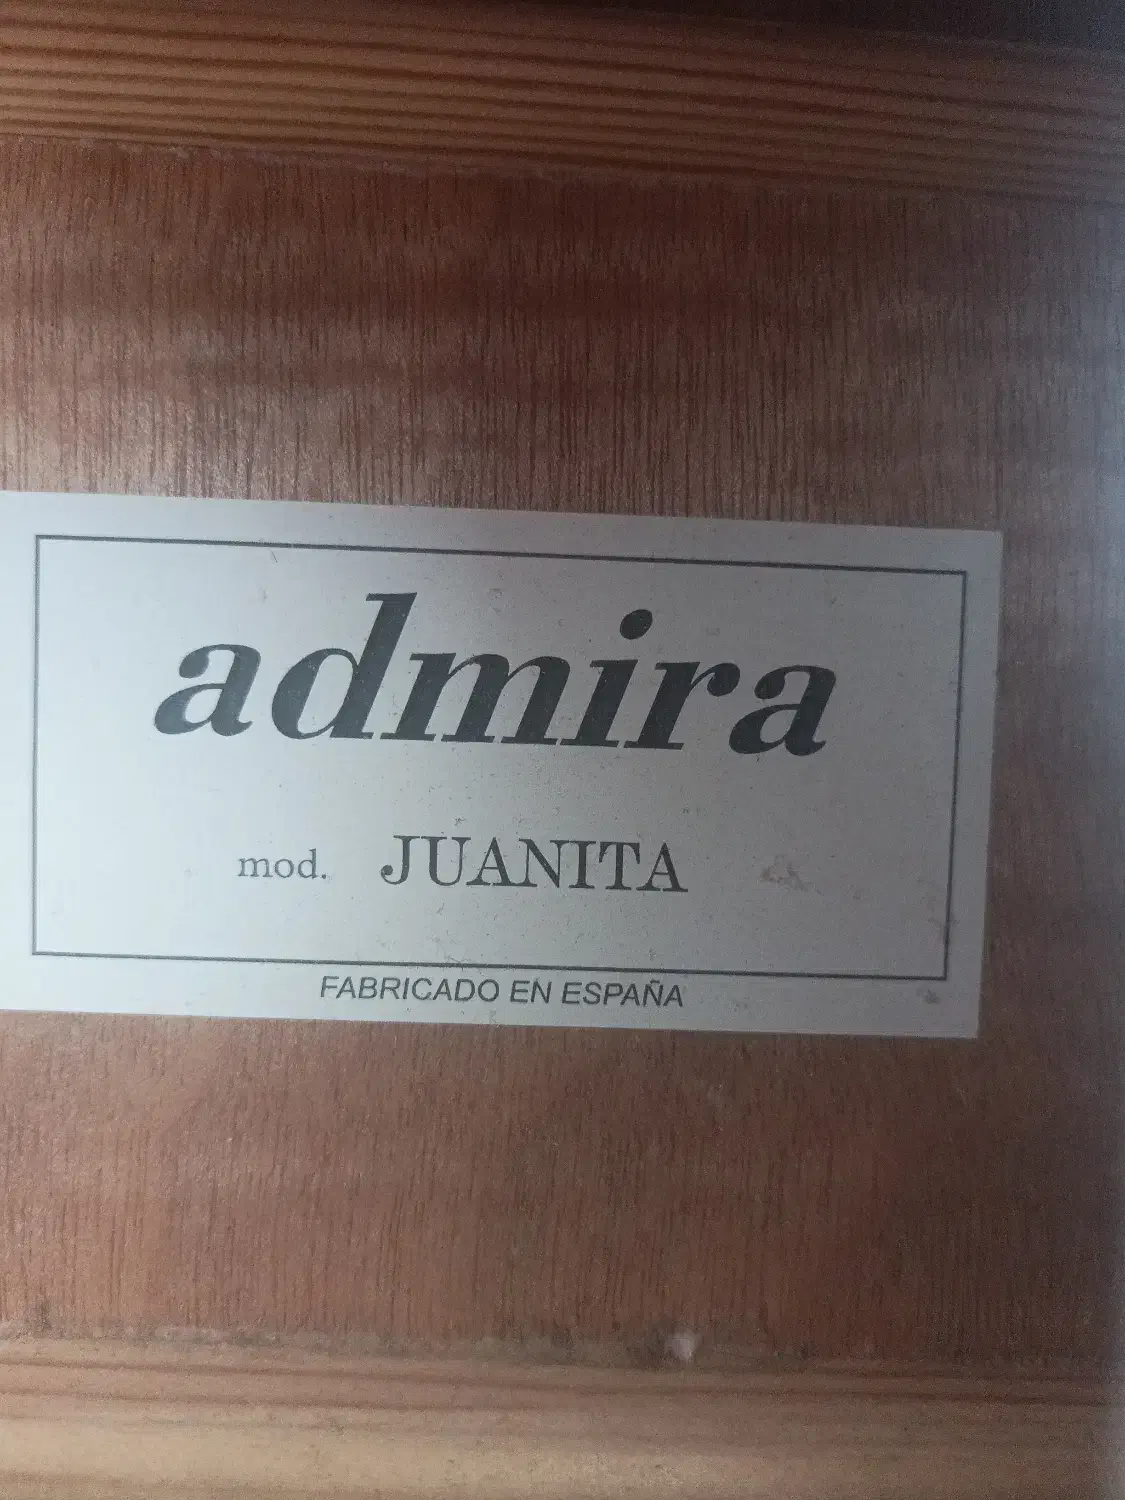 admira
mod. JUANITA
FABRICADO EN ESPAÑA